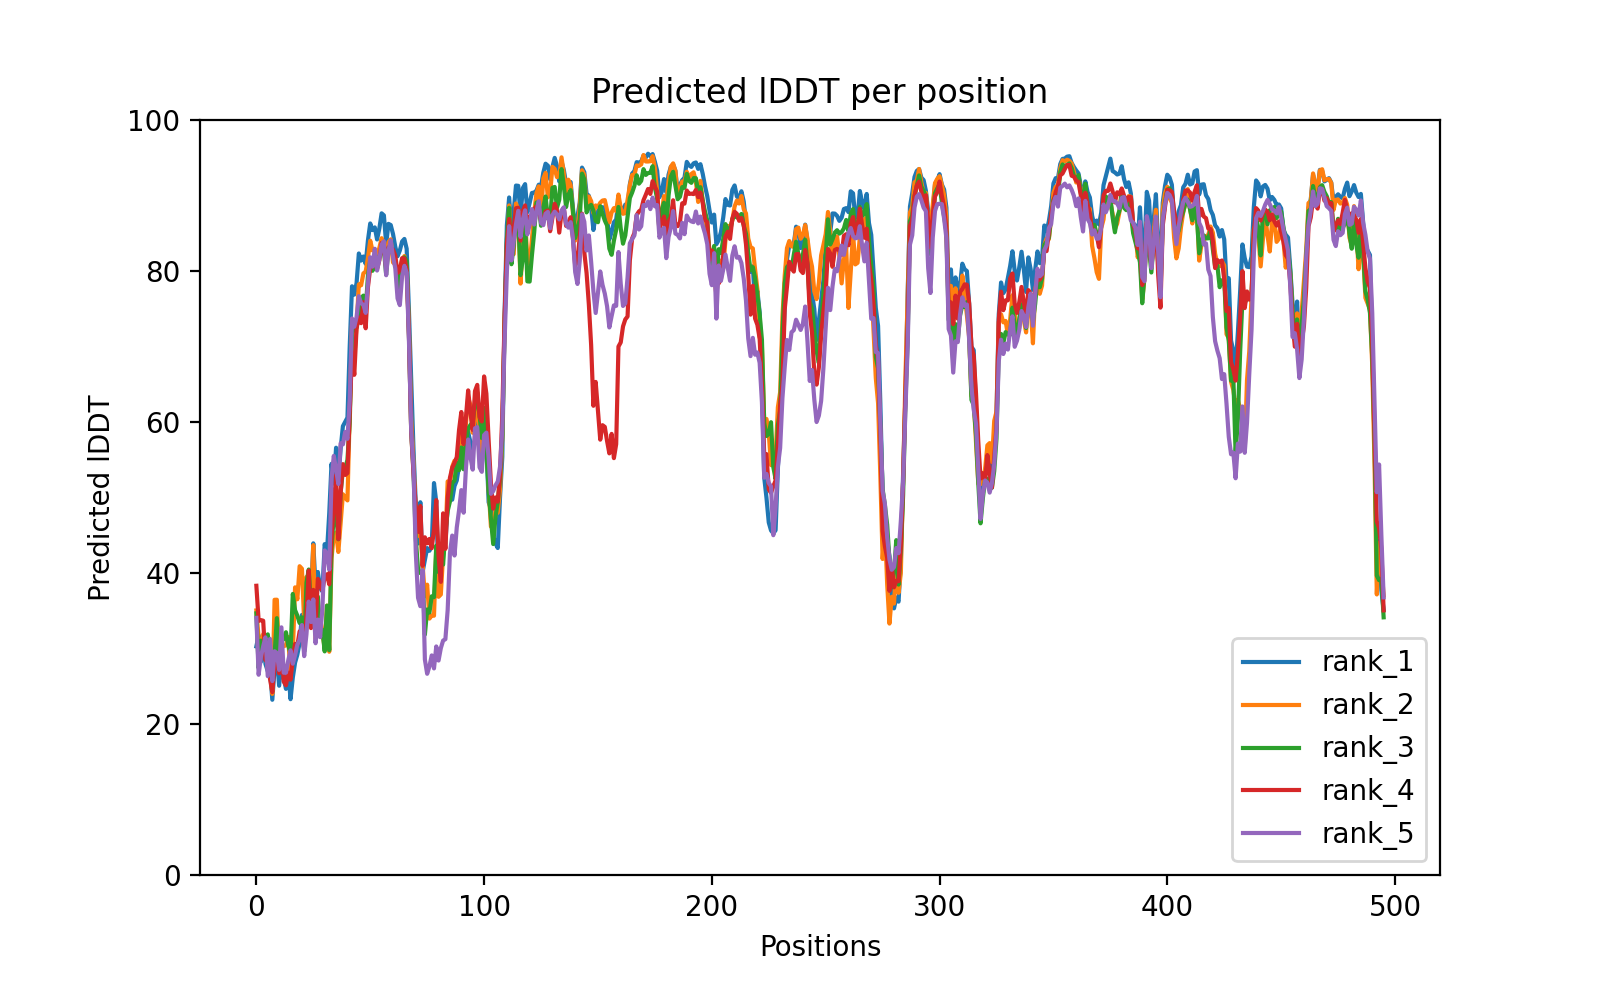 Predicted lDDT per position
100
80
60
40
20
0
Predicted lDDT
0 100 200 300 400 500
Positions
rank_1
rank_2
rank_3
rank_4
rank_5